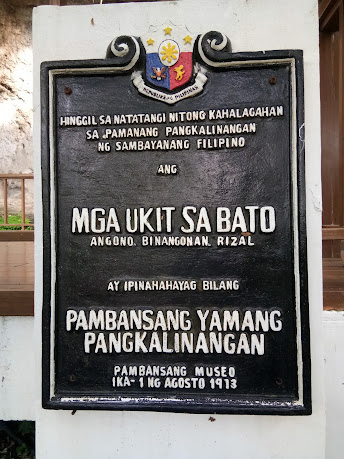 REPUBLIKA NG PILIPINAS
HINGGIL SA NATATANGI NITONG KAHALAGAHAN
SA PAMANANG PANGKALINANGAN
NG SAMBAYANANG FILIPINO
ANG
MGA UKIT SA BATO
ANGONO, BINANGONAN, RIZAL
AY IPINAHAHAYAG BILANG
PAMBANSANG YAMANG
PANGKALINANGAN
PAMBANSANG MUSEO
IKA-1 NG AGOSTO 1973